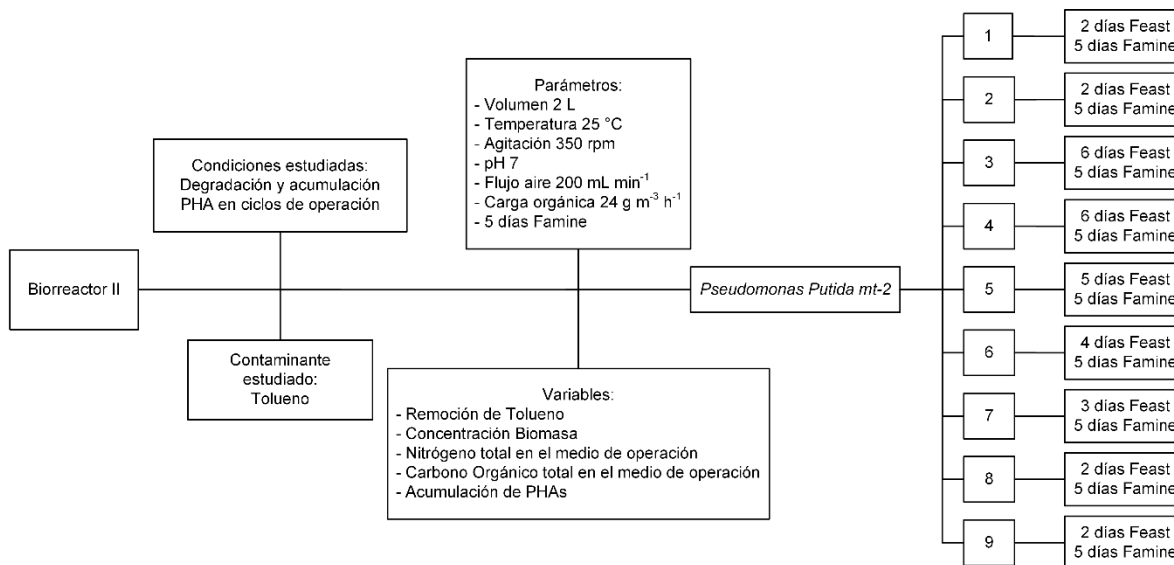 Biorreactor II
Condiciones estudiadas:
Degradación y acumulación
PHA en ciclos de operación
Contaminante
estudiado:
Tolueno
Parámetros:
- Volumen 2 L
- Temperatura 25 °C
- Agitación 350 rpm
- pH 7
- Flujo aire 200 mL min⁻¹
- Carga orgánica 24 g m⁻³ h⁻¹
- 5 días Famine
Variables:
- Remoción de Tolueno
- Concentración Biomasa
- Nitrógeno total en el medio de operación
- Carbono Orgánico total en el medio de operación
- Acumulación de PHAs
Pseudomonas Putida mt-2
1
2 días Feast
5 días Famine
2
2 días Feast
5 días Famine
3
6 días Feast
5 días Famine
4
6 días Feast
5 días Famine
5
5 días Feast
5 días Famine
6
4 días Feast
5 días Famine
7
3 días Feast
5 días Famine
8
2 días Feast
5 días Famine
9
2 días Feast
5 días Famine